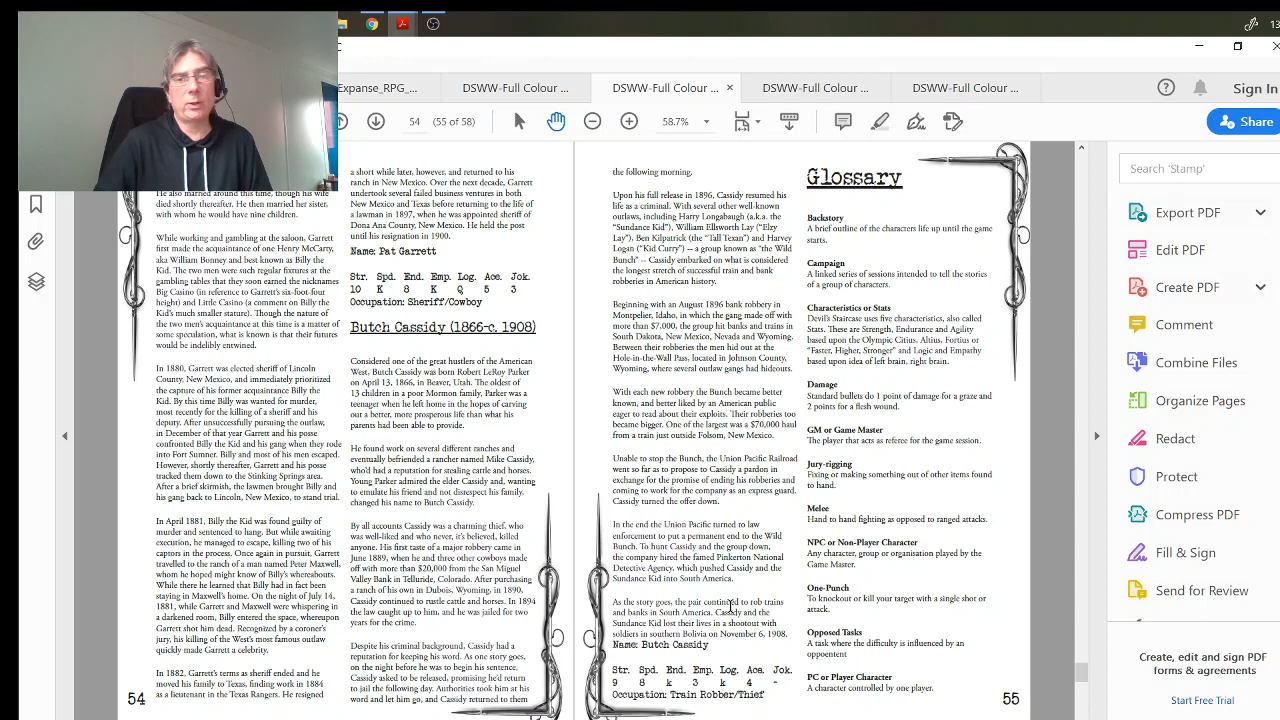 13
C
Expanse_RPG_...
DSWW-Full Colour ...
DSWW-Full Colour ...
DSWW-Full Colour ...
DSWW-Full Colour ...
Sign In
54
(55 of 58)
58.7%
Share
He also married around this time, though his wife
died shortly thereafter. He then married her sister,
with whom he would have nine children.
While working and gambling at the saloon, Garrett
first made the acquaintance of one Henry McCarty,
aka William Bonney and best known as Billy the
Kid. The two men were such regular fixtures at the
gambling tables that they soon earned the nicknames
Big Casino (in reference to Garrett's six-foot-four
height) and Little Casino (a comment on Billy the
Kid's much smaller stature). Though the nature of
the two men's acquaintance at this time is a matter of
some speculation, what is known is that their futures
would be indelibly entwined.
In 1880, Garrett was elected sheriff of Lincoln
County, New Mexico, and immediately prioritized
the capture of his former acquaintance Billy the
Kid. By this time Billy was wanted for murder,
most recently for the killing of a sheriff and his
deputy. After unsuccessfully pursuing the outlaw,
in December of that year Garrett and his posse
confronted Billy the Kid and his gang when they rode
into Fort Sumner. Billy and most of his men escaped.
However, shortly thereafter, Garrett and his posse
tracked them down to the Stinking Springs area.
After a brief skirmish, the lawmen brought Billy and
his gang back to Lincoln, New Mexico, to stand trial.
In April 1881, Billy the Kid was found guilty of
murder and sentenced to hang. But while awaiting
execution, he managed to escape, killing two of his
captors in the process. Once again in pursuit, Garrett
travelled to the ranch of a man named Peter Maxwell,
whom he hoped might know of Billy's whereabouts.
While there he learned that Billy had in fact been
staying in Maxwell's home. On the night of July 14,
1881, while Garrett and Maxwell were whispering in
a darkened room, Billy entered the space, whereupon
Garrett shot him dead. Recognized by a coroner's
jury, his killing of the West's most famous outlaw
quickly made Garrett a celebrity.
In 1882, Garrett's terms as sheriff ended and he
moved his family to Texas, finding work in 1884
as a lieutenant in the Texas Rangers. He resigned
54
a short while later, however, and returned to his
ranch in New Mexico. Over the next decade, Garrett
undertook several failed business ventures in both
New Mexico and Texas before returning to the life of
a lawman in 1897, when he was appointed sheriff of
Dona Ana County, New Mexico. He held the post
until his resignation in 1900.
Name: Pat Garrett
Str. Spd. End. Emp. Log. Ace. Jok.
10 K 8 K Q 5 3
Occupation: Sheriff/Cowboy
Butch Cassidy (1866-c. 1908)
Considered one of the great hustlers of the American
West, Butch Cassidy was born Robert LeRoy Parker
on April 13, 1866, in Beaver, Utah. The oldest of
13 children in a poor Mormon family, Parker was a
teenager when he left home in the hopes of carving
out a better, more prosperous life than what his
parents had been able to provide.
He found work on several different ranches and
eventually befriended a rancher named Mike Cassidy,
who'd had a reputation for stealing cattle and horses.
Young Parker admired the elder Cassidy and, wanting
to emulate his friend and not disrespect his family,
changed his name to Butch Cassidy.
By all accounts Cassidy was a charming thief, who
was well-liked and who never, it's believed, killed
anyone. His first taste of a major robbery came in
June 1889, when he and three other cowboys made
off with more than $20,000 from the San Miguel
Valley Bank in Telluride, Colorado. After purchasing
a ranch of his own in Dubois, Wyoming, in 1890,
Cassidy continued to rustle cattle and horses. In 1894
the law caught up to him, and he was jailed for two
years for the crime.
Despite his criminal background, Cassidy had a
reputation for keeping his word. As one story goes,
on the night before he was to begin his sentence,
Cassidy asked to be released, promising he'd return
to jail the following day. Authorities took him at his
word and let him go, and Cassidy returned to them
the following morning.
Upon his full release in 1896, Cassidy resumed his
life as a criminal. With several other well-known
outlaws, including Harry Longabaugh (a.k.a. the
"Sundance Kid"), William Ellsworth Lay ("Elzy
Lay"), Ben Kilpatrick (the "Tall Texan") and Harvey
Logan ("Kid Curry") -- a group known as "the Wild
Bunch" -- Cassidy embarked on what is considered
the longest stretch of successful train and bank
robberies in American history.
Beginning with an August 1896 bank robbery in
Montpelier, Idaho, in which the gang made off with
more than $7,000, the group hit banks and trains in
South Dakota, New Mexico, Nevada and Wyoming.
Between their robberies the men hid out at the
Hole-in-the-Wall Pass, located in Johnson County,
Wyoming, where several outlaw gangs had hideouts.
With each new robbery the Bunch became better
known, and better liked by an American public
eager to read about their exploits. Their robberies too
became bigger. One of the largest was a $70,000 haul
from a train just outside Folsom, New Mexico.
Unable to stop the Bunch, the Union Pacific Railroad
went so far as to propose to Cassidy a pardon in
exchange for the promise of ending his robberies and
coming to work for the company as an express guard.
Cassidy turned the offer down.
In the end the Union Pacific turned to law
enforcement to put a permanent end to the Wild
Bunch. To hunt Cassidy and the group down,
the company hired the famed Pinkerton National
Detective Agency, which pushed Cassidy and the
Sundance Kid into South America.
As the story goes, the pair continued to rob trains
and banks in South America. Cassidy and the
Sundance Kid lost their lives in a shootout with
soldiers in southern Bolivia on November 6, 1908.
Name: Butch Cassidy
Str. Spd. End. Emp. Log. Ace. Jok.
9 8 k 3 k 4 -
Occupation: Train Robber/Thief
Glossary
Backstory
A brief outline of the characters life up until the game
starts.
Campaign
A linked series of sessions intended to tell the stories
of a group of characters.
Characteristics or Stats
Devil's Staircase uses five characteristics, also called
Stats. These are Strength, Endurance and Agility
based upon the Olympic Citius, Altius, Fortius or
"Faster, Higher, Stronger" and Logic and Empathy
based upon idea of left brain, right brain.
Damage
Standard bullets do 1 point of damage for a graze and
2 points for a flesh wound.
GM or Game Master
The player that acts as referee for the game session.
Jury-rigging
Fixing or making something out of other items found
to hand.
Melee
Hand to hand fighting as opposed to ranged attacks.
NPC or Non-Player Character
Any character, group or organisation played by the
Game Master.
One-Punch
To knockout or kill your target with a single shot or
attack.
Opposed Tasks
A task where the difficulty is influenced by an
oppoentent
PC or Player Character
A character controlled by one player.
55
Search 'Stamp'
Export PDF
Edit PDF
Create PDF
Comment
Combine Files
Organize Pages
Redact
Protect
Compress PDF
Fill & Sign
Send for Review
Create, edit and sign PDF
forms & agreements
Start Free Trial